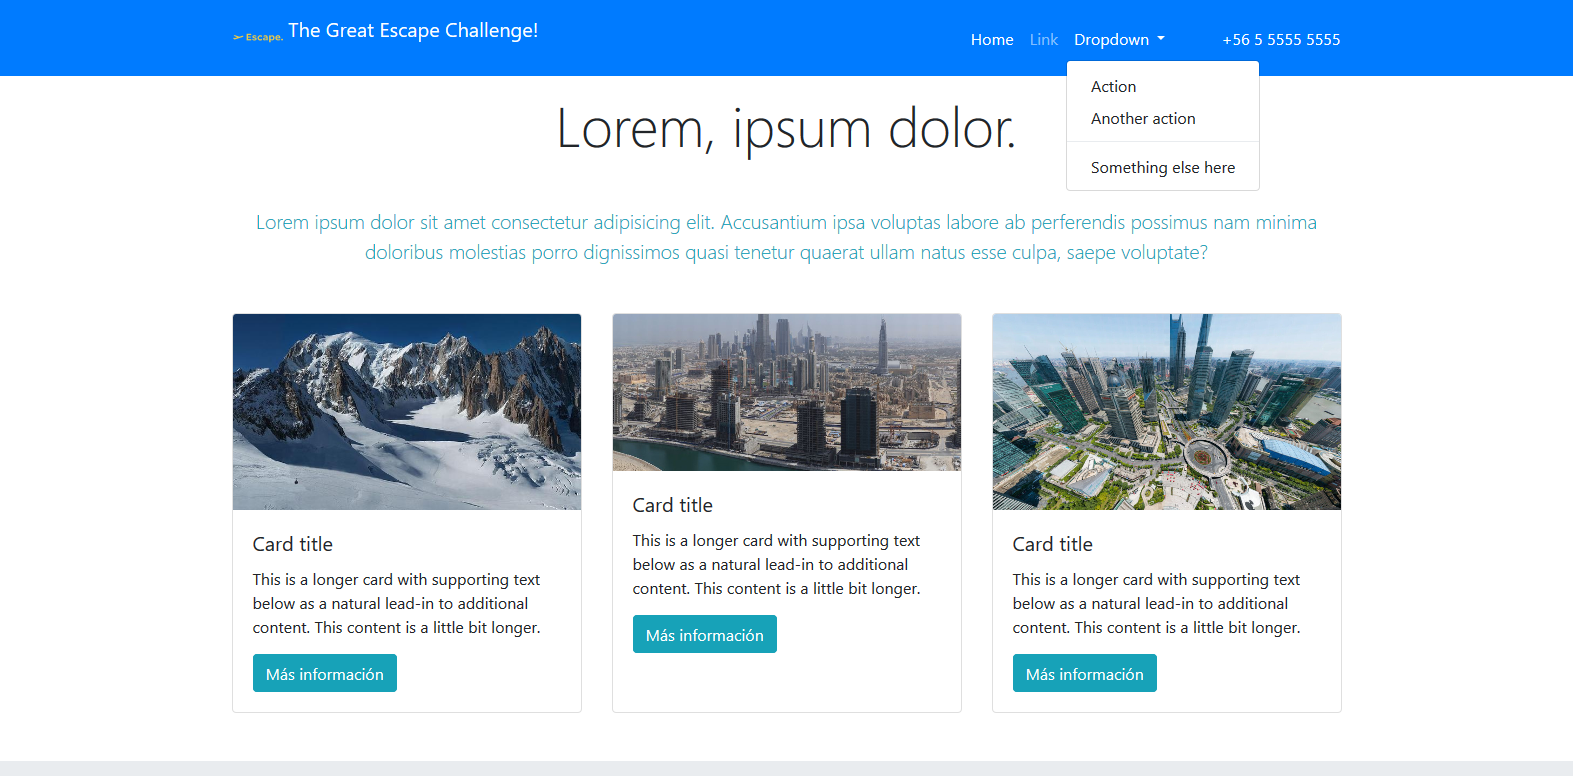 Escape. The Great Escape Challenge!
Home Link Dropdown +56 5 5555 5555
Action
Another action
Something else here
Lorem, ipsum dolor.
Lorem ipsum dolor sit amet consectetur adipisicing elit. Accusantium ipsa voluptas labore ab perferendis possimus nam minima
doloribus molestias porro dignissimos quasi tenetur quaerat ullam natus esse culpa, saepe voluptate?
Card title
This is a longer card with supporting text
below as a natural lead-in to additional
content. This content is a little bit longer.
Más información
Card title
This is a longer card with supporting text
below as a natural lead-in to additional
content. This content is a little bit longer.
Más información
Card title
This is a longer card with supporting text
below as a natural lead-in to additional
content. This content is a little bit longer.
Más información